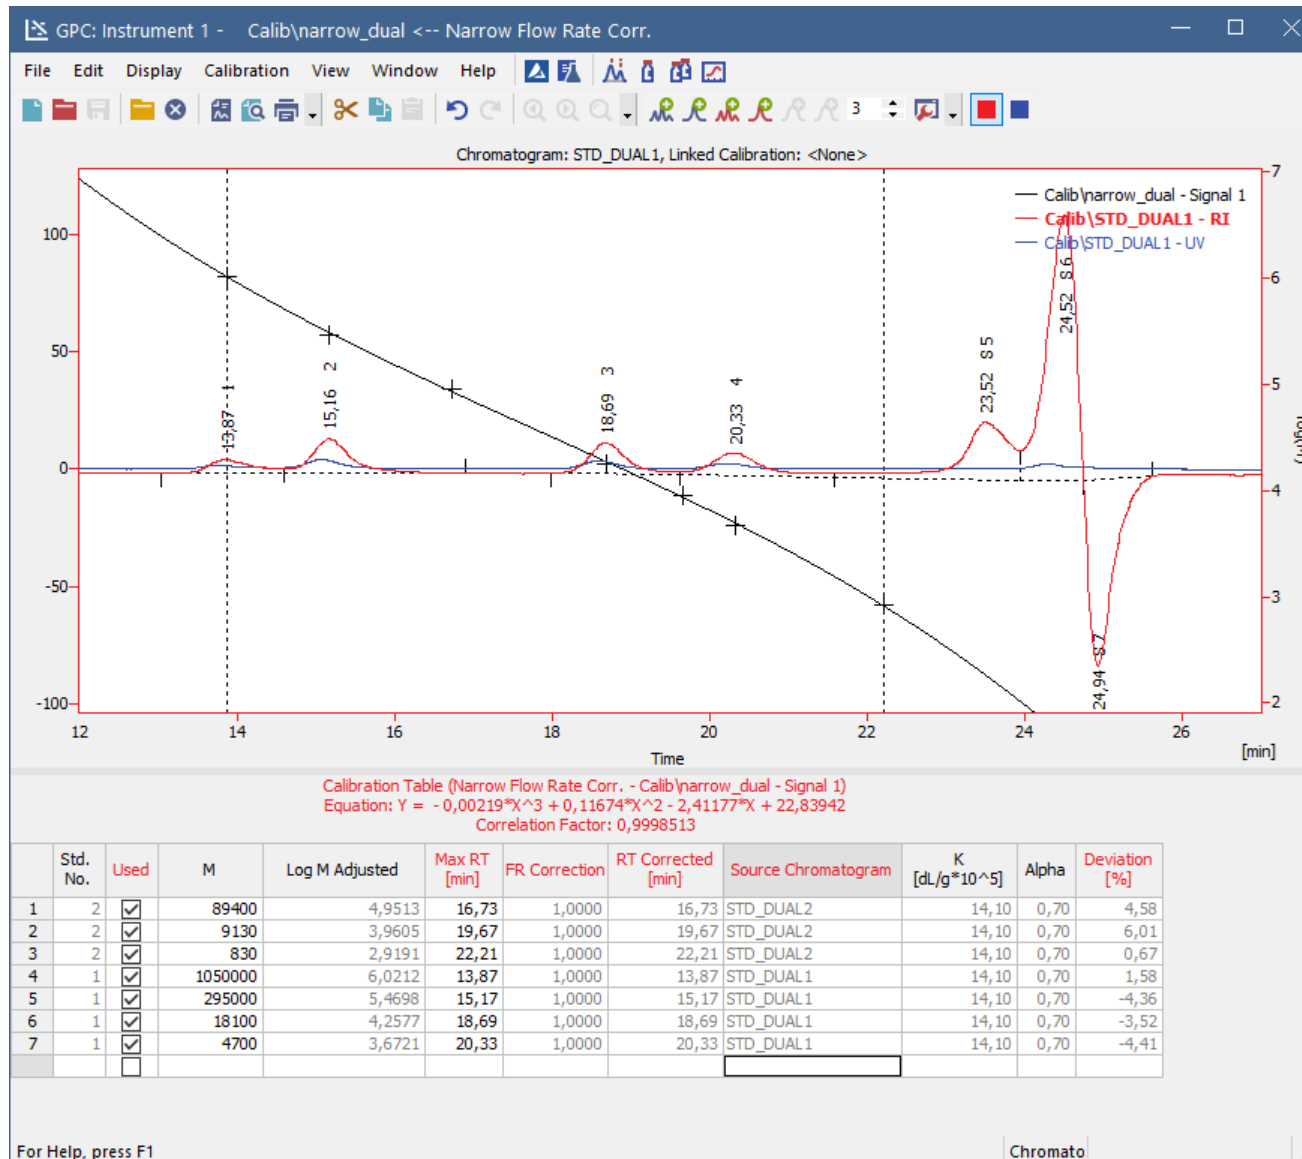 GPC: Instrument 1 - Calib\narrow_dual <-- Narrow Flow Rate Corr.
File Edit Display Calibration View Window Help
3
Chromatogram: STD_DUAL1, Linked Calibration: <None>
Calib\narrow_dual - Signal 1
Calib\STD_DUAL1 - RI
Calib\STD_DUAL1 - UV
100
50
0
-50
-100
7
6
5
4
3
2
13,87 1
15,16 2
18,69 3
20,33 4
23,52 S 5
24,52 S 6
24,94 S 7
12 14 16 18 20 22 24 26
Time
[min]
Calibration Table (Narrow Flow Rate Corr. - Calib\narrow_dual - Signal 1)
Equation: Y = - 0,00219*X^3 + 0,11674*X^2 - 2,41177*X + 22,83942
Correlation Factor: 0,9998513
Std. No. Used M Log M Adjusted Max RT [min] FR Correction RT Corrected [min] Source Chromatogram K [dL/g*10^5] Alpha Deviation [%]
1 2 89400 4,9513 16,73 1,0000 16,73 STD_DUAL2 14,10 0,70 4,58
2 2 9130 3,9605 19,67 1,0000 19,67 STD_DUAL2 14,10 0,70 6,01
3 2 830 2,9191 22,21 1,0000 22,21 STD_DUAL2 14,10 0,70 0,67
4 1 1050000 6,0212 13,87 1,0000 13,87 STD_DUAL1 14,10 0,70 1,58
5 1 295000 5,4698 15,17 1,0000 15,17 STD_DUAL1 14,10 0,70 -4,36
6 1 18100 4,2577 18,69 1,0000 18,69 STD_DUAL1 14,10 0,70 -3,52
7 1 4700 3,6721 20,33 1,0000 20,33 STD_DUAL1 14,10 0,70 -4,41
For Help, press F1
Chromato